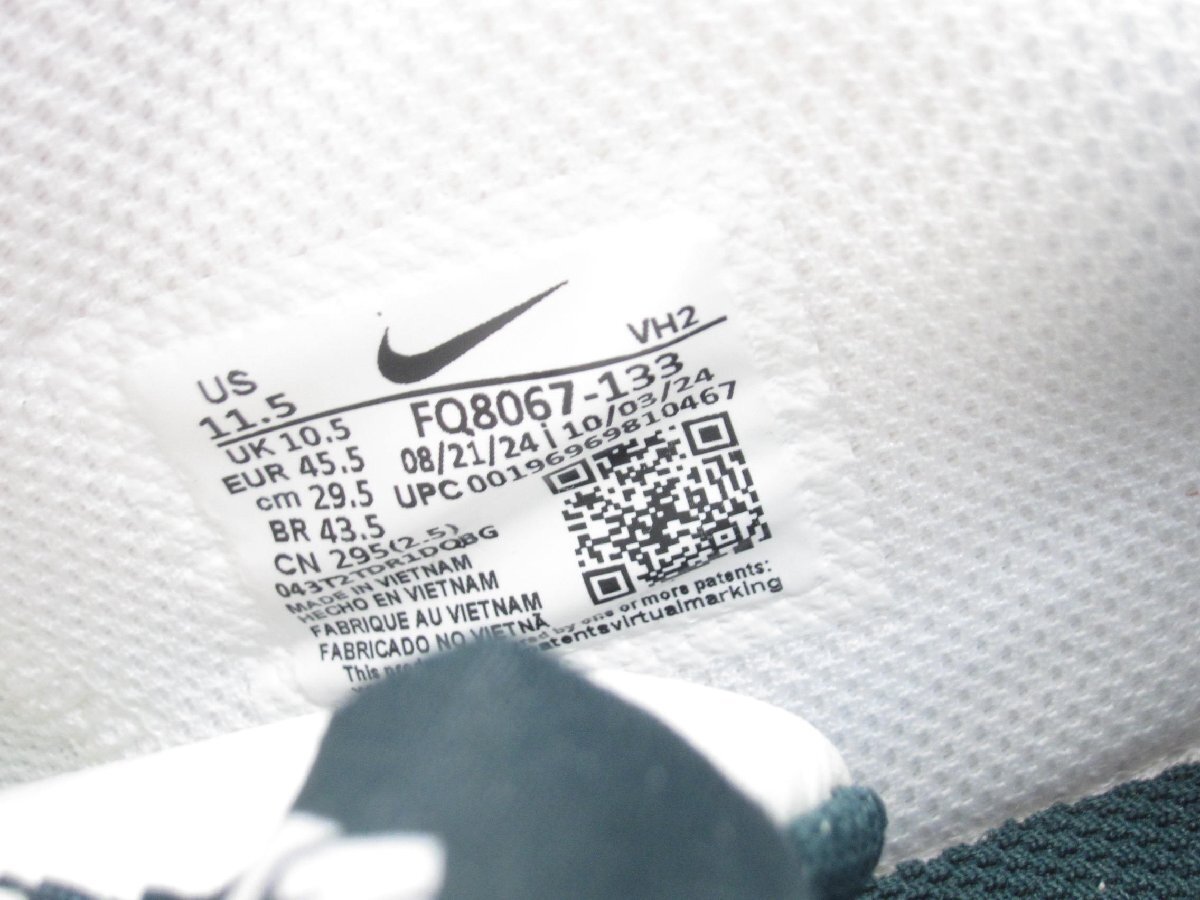 VH2
US
11.5
FQ8067-133
UK 10.5
08/21/24 i 10/03/24
EUR 45.5
UPC 00196969810467
cm 29.5
BR 43.5
CN 295(2.5)
043T2TDR1DQBG
MADE IN VIETNAM
HECHO EN VIETNAM
FABRIQUE AU VIETNAM
FABRICADO NO VIETNÃ
This by one or more patents:
patentsvirtualmarking